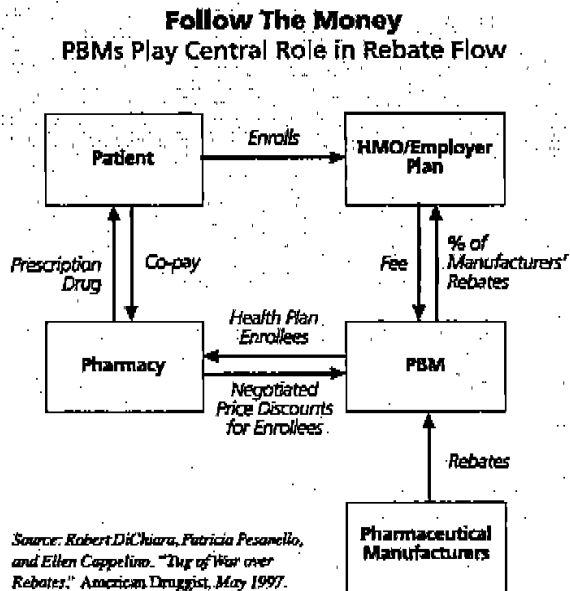 Follow The Money
PBMs Play Central Role in Rebate Flow
Enrolls
Patient
HMO/Employer
Plan
Prescription
Drug
Co-pay
Fee
% of
Manufacturers'
Rebates
Health Plan
Enrollees
Pharmacy
PBM
Negotiated
Price Discounts
for Enrollees
Rebates
Pharmaceutical
Manufacturers
Source: Robert DiChiara, Patricia Pesanello,
and Ellen Cappelino. "Tug of War over
Rebates," American Druggist, May 1997.